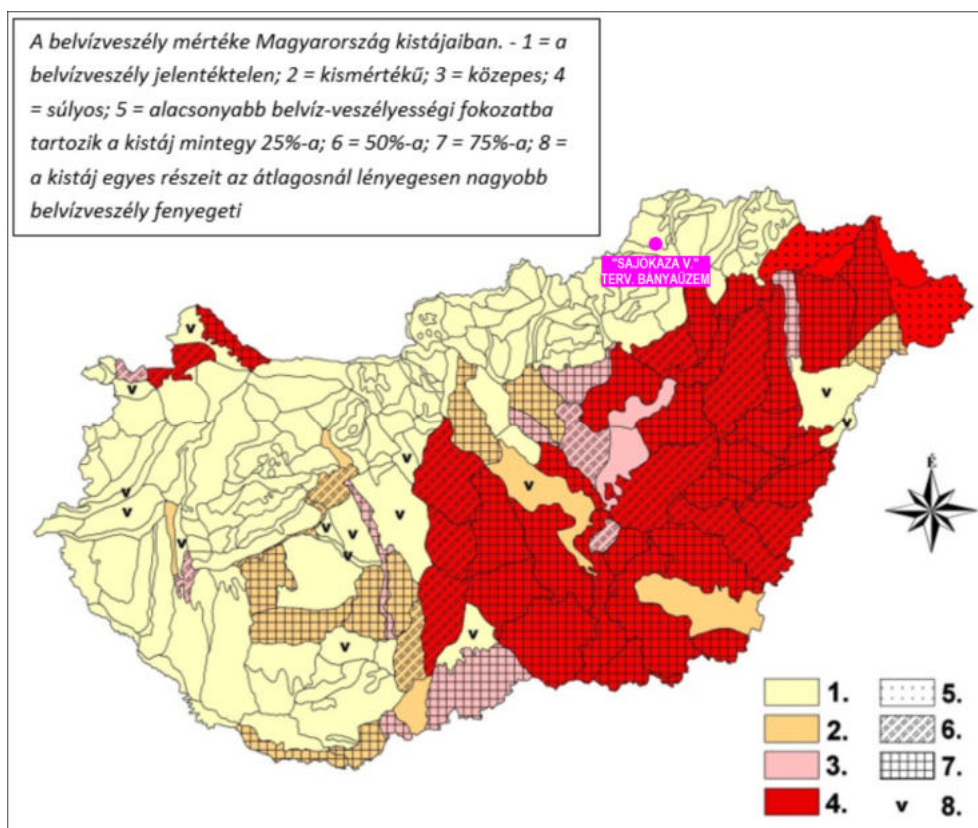 A belvízveszély mértéke Magyarország kistájaiban. - 1 = a
belvízveszély jelentéktelen; 2 = kismértékű; 3 = közepes; 4
= súlyos; 5 = alacsonyabb belvíz-veszélyességi fokozatba
tartozik a kistáj mintegy 25%-a; 6 = 50%-a; 7 = 75%-a; 8 =
a kistáj egyes részeit az átlagosnál lényegesen nagyobb
belvízveszély fenyegeti
"SAJÓKAZA V."
TERV. BÁNYAÜZEM
v
v
v
v
v
v
v
v
v
v
v
v
v
v
É
1.
2.
3.
4.
5.
6.
7.
v 8.